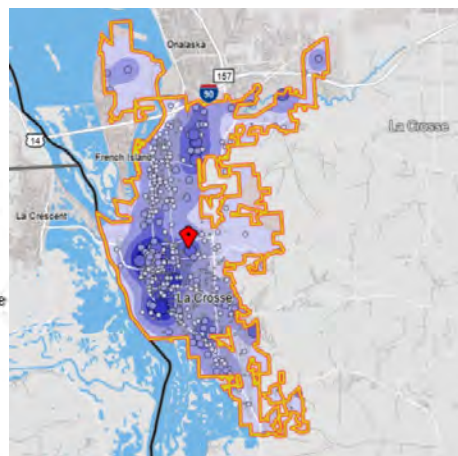 Onalaska
157
90
14
French Island
La Crosse
La Crescent
La Crosse